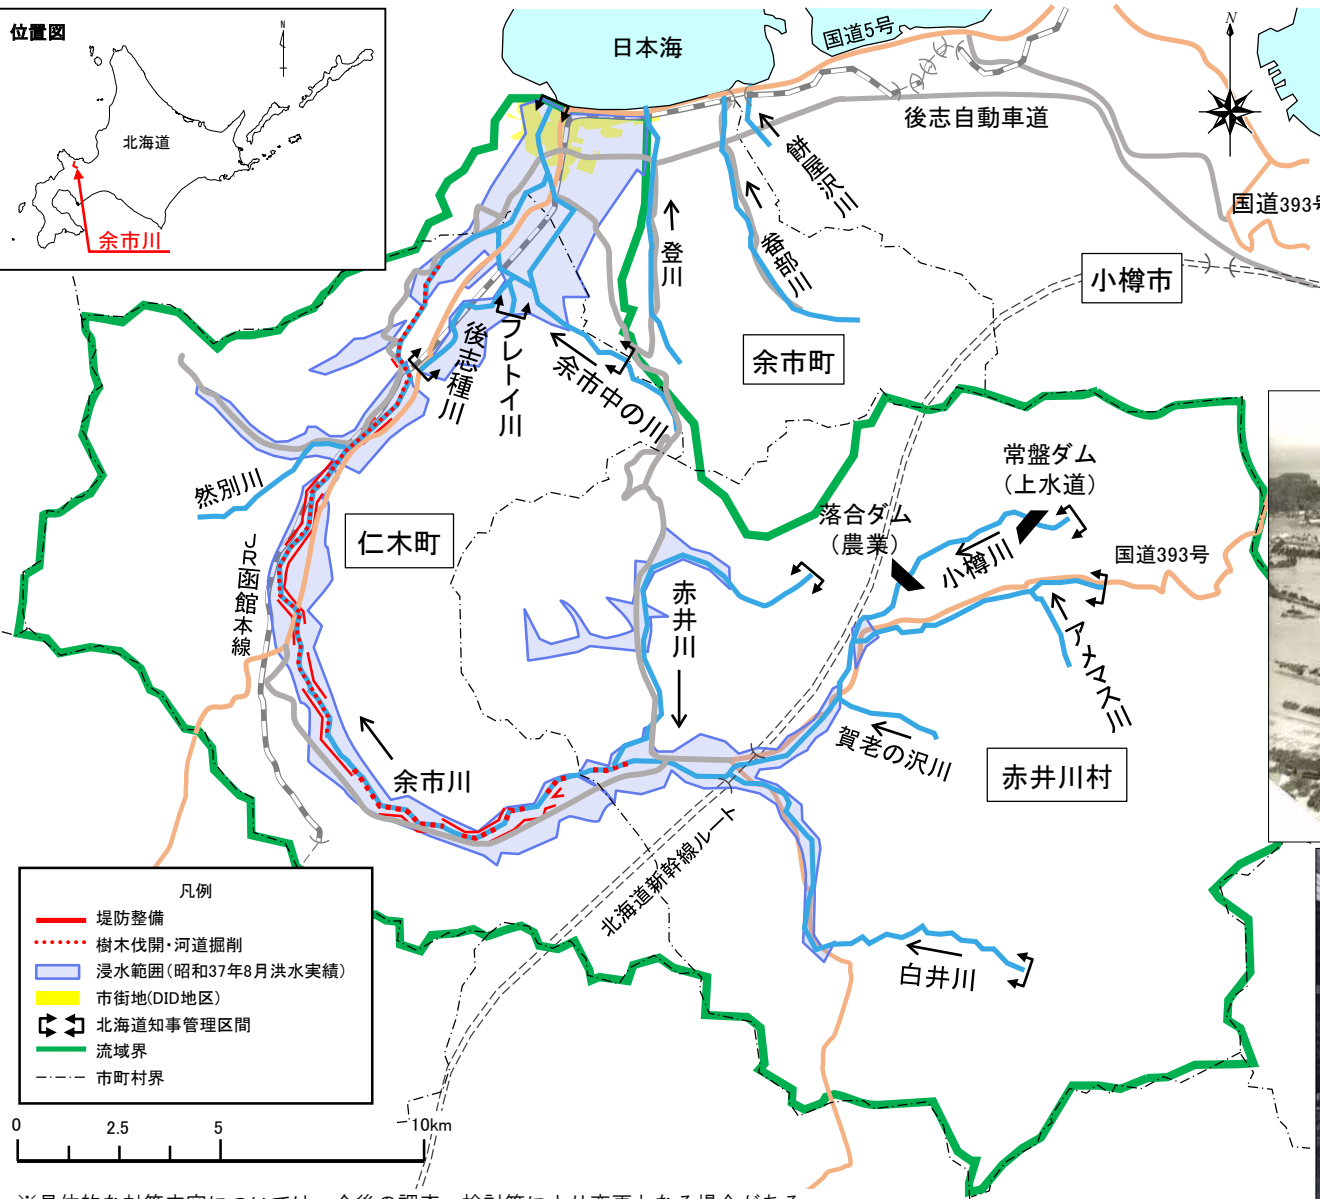 位置図
N
北海道
余市川
日本海
国道5号
後志自動車道
N
国道393号
餅屋沢川
畚部川
登川
小樽市
余市町
後志種川
フレトイ川
余市中の川
然別川
仁木町
JR函館本線
常盤ダム
（上水道）
落合ダム
（農業）
小樽川
国道393号
赤井川
アメマス川
賀老の沢川
赤井川村
余市川
北海道新幹線ルート
白井川
凡例
堤防整備
樹木伐開・河道掘削
浸水範囲（昭和37年8月洪水実績）
市街地(DID地区)
北海道知事管理区間
流域界
市町村界
0 2.5 5 10km